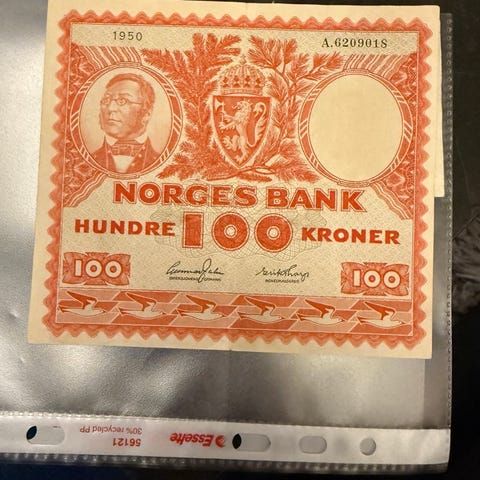 1950
A.6209018
NORGES BANK
HUNDRE 100 KRONER
100
100
Esselte
56121
30% recycled PP